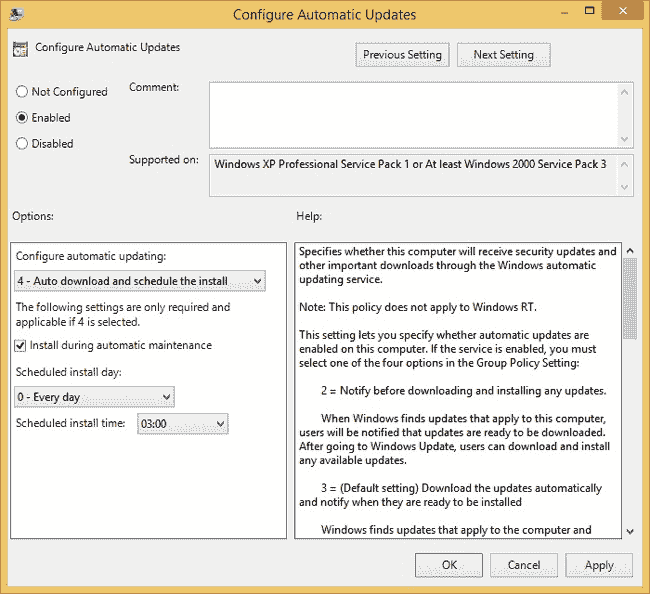 Configure Automatic Updates
Configure Automatic Updates
Previous Setting
Next Setting
Not Configured
Enabled
Disabled
Comment:
Supported on:
Windows XP Professional Service Pack 1 or At least Windows 2000 Service Pack 3
Options:
Help:
Configure automatic updating:
4 - Auto download and schedule the install
The following settings are only required and
applicable if 4 is selected.
Install during automatic maintenance
Scheduled install day:
0 - Every day
Scheduled install time:
03:00
Specifies whether this computer will receive security updates and
other important downloads through the Windows automatic
updating service.
Note: This policy does not apply to Windows RT.
This setting lets you specify whether automatic updates are
enabled on this computer. If the service is enabled, you must
select one of the four options in the Group Policy Setting:
2 = Notify before downloading and installing any updates.
When Windows finds updates that apply to this computer,
users will be notified that updates are ready to be downloaded.
After going to Windows Update, users can download and install
any available updates.
3 = (Default setting) Download the updates automatically
and notify when they are ready to be installed
Windows finds updates that apply to the computer and
OK
Cancel
Apply